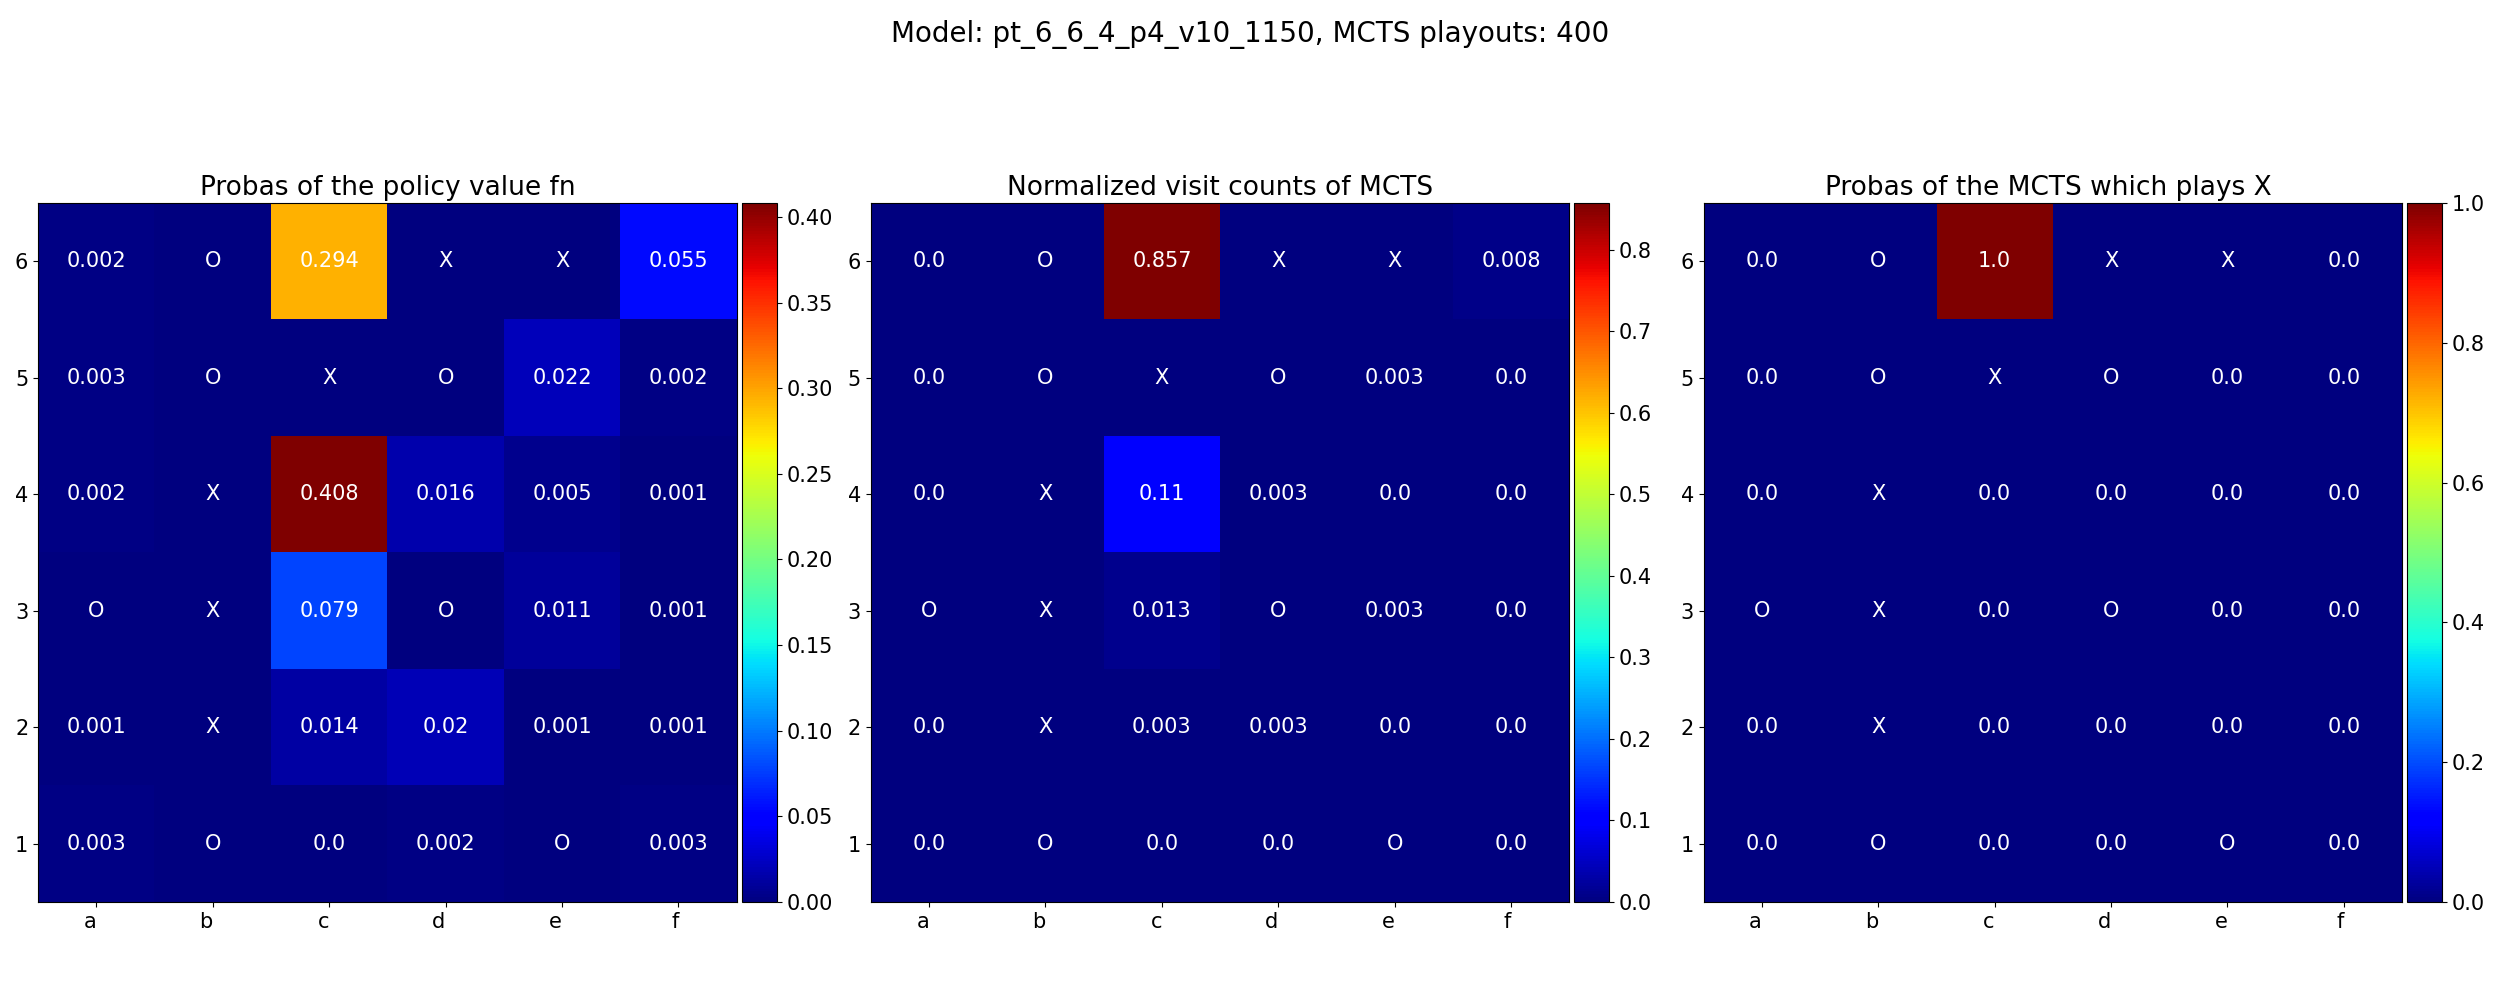 Model: pt_6_6_4_p4_v10_1150, MCTS playouts: 400
Probas of the policy value fn
6 0.002 O 0.294 X X 0.055
5 0.003 O X O 0.022 0.002
4 0.002 X 0.408 0.016 0.005 0.001
3 O X 0.079 O 0.011 0.001
2 0.001 X 0.014 0.02 0.001 0.001
1 0.003 O 0.0 0.002 O 0.003
a b c d e f
0.40
0.35
0.30
0.25
0.20
0.15
0.10
0.05
0.00
Normalized visit counts of MCTS
6 0.0 O 0.857 X X 0.008
5 0.0 O X O 0.003 0.0
4 0.0 X 0.11 0.003 0.0 0.0
3 O X 0.013 O 0.003 0.0
2 0.0 X 0.003 0.003 0.0 0.0
1 0.0 O 0.0 0.0 O 0.0
a b c d e f
0.8
0.7
0.6
0.5
0.4
0.3
0.2
0.1
0.0
Probas of the MCTS which plays X
6 0.0 O 1.0 X X 0.0
5 0.0 O X O 0.0 0.0
4 0.0 X 0.0 0.0 0.0 0.0
3 O X 0.0 O 0.0 0.0
2 0.0 X 0.0 0.0 0.0 0.0
1 0.0 O 0.0 0.0 O 0.0
a b c d e f
1.0
0.8
0.6
0.4
0.2
0.0